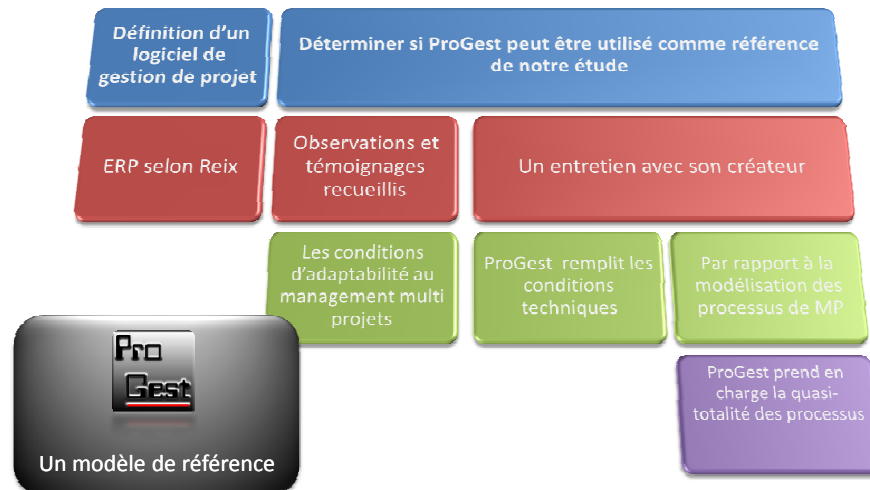 Définition d'un
logiciel de
gestion de projet
Déterminer si ProGest peut être utilisé comme référence
de notre étude
ERP selon Reix
Observations et
témoignages
recueillis
Un entretien avec son créateur
Les conditions
d'adaptabilité au
management multi
projets
ProGest remplit les
conditions
techniques
Par rapport à la
modélisation des
processus de MP
ProGest prend en
charge la quasi-
totalité des processus
Pro
Gest
Un modèle de référence